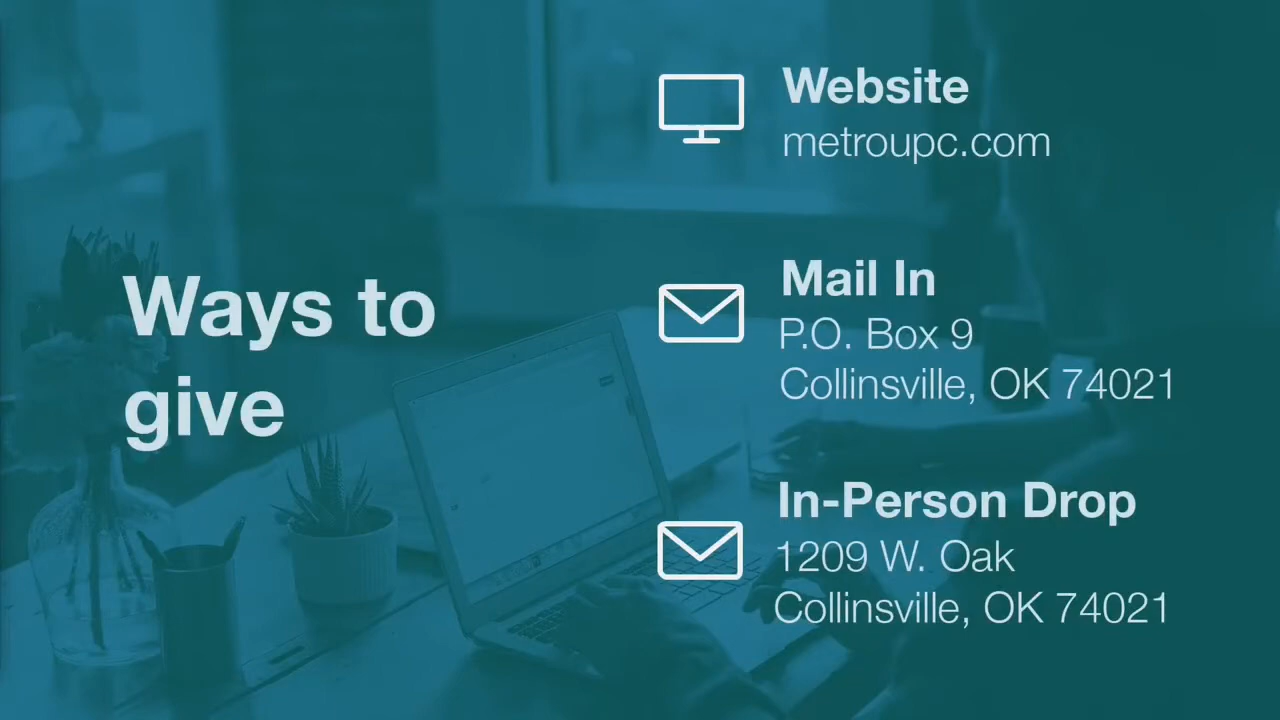 Ways to
give
Website
metroupc.com
Mail In
P.O. Box 9
Collinsville, OK 74021
In-Person Drop
1209 W. Oak
Collinsville, OK 74021